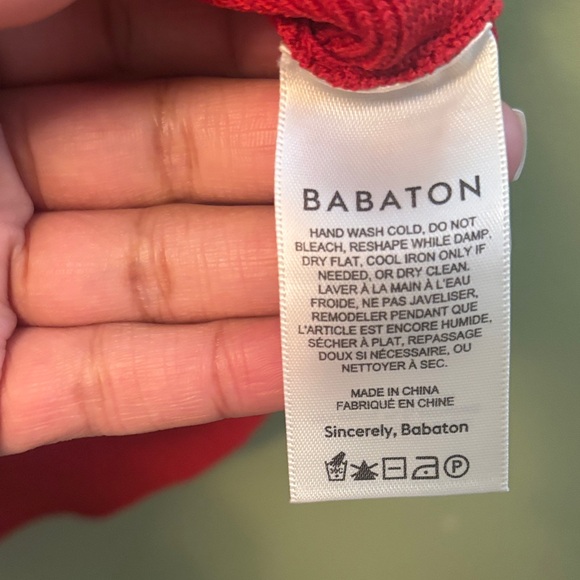 BABATON
HAND WASH COLD, DO NOT
BLEACH, RESHAPE WHILE DAMP,
DRY FLAT, COOL IRON ONLY IF
NEEDED, OR DRY CLEAN.
LAVER À LA MAIN À L'EAU
FROIDE, NE PAS JAVELISER,
REMODELER PENDANT QUE
L'ARTICLE EST ENCORE HUMIDE,
SÉCHER À PLAT, REPASSAGE
DOUX SI NÉCESSAIRE, OU
NETTOYER À SEC.
MADE IN CHINA
FABRIQUÉ EN CHINE
Sincerely, Babaton
30C P